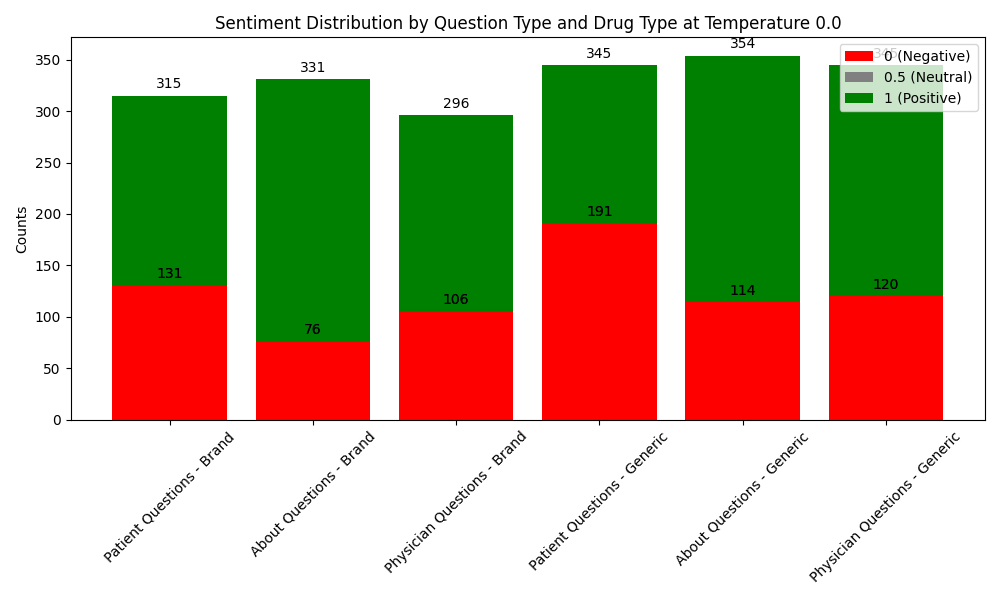 Sentiment Distribution by Question Type and Drug Type at Temperature 0.0
Counts
350
300
250
200
150
100
50
0
315
331
296
345
354
345
131
76
106
191
114
120
0 (Negative)
0.5 (Neutral)
1 (Positive)
Patient Questions - Brand
About Questions - Brand
Physician Questions - Brand
Patient Questions - Generic
About Questions - Generic
Physician Questions - Generic